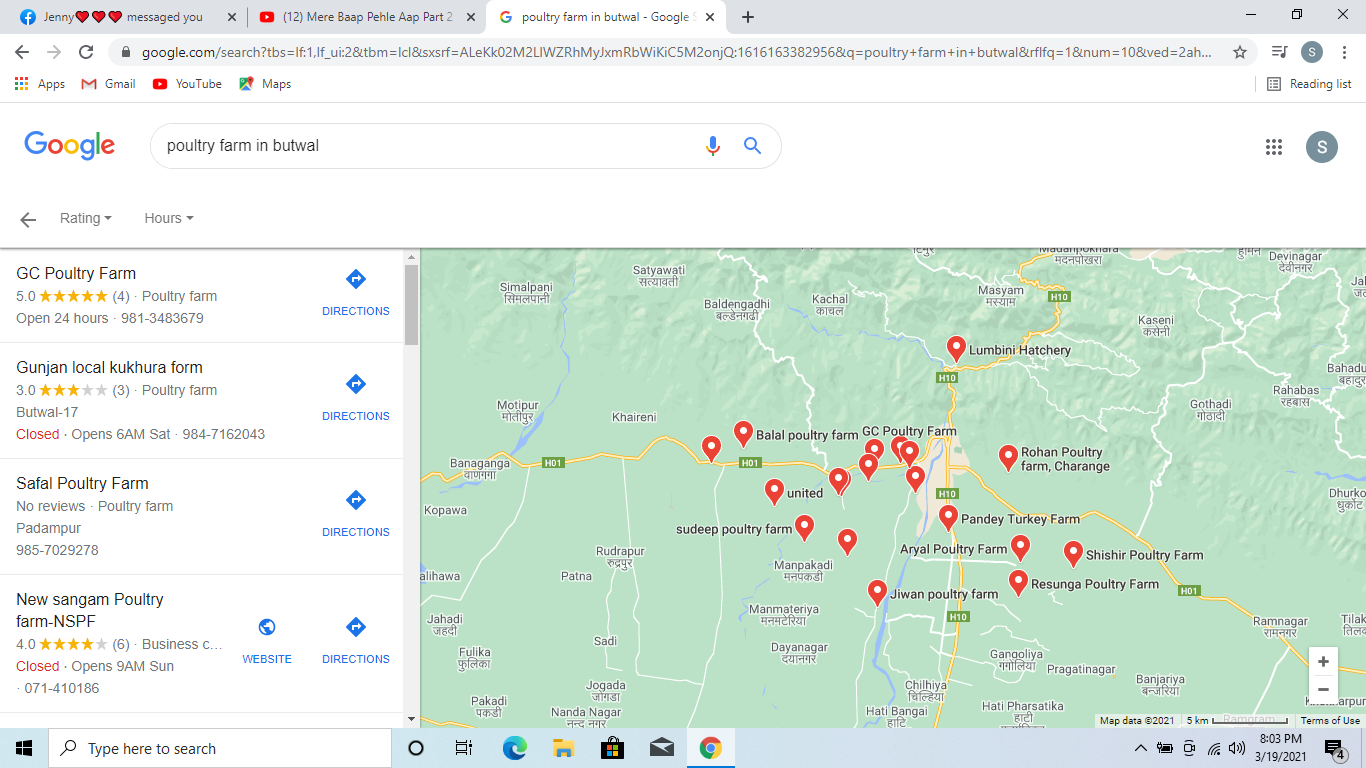 Jenny❤❤❤ messaged you
(12) Mere Baap Pehle Aap Part 2
poultry farm in butwal - Google S
google.com/search?tbs=lf:1,lf_ui:2&tbm=lcl&sxsrf=ALeKk02M2LlWZRhMyJxmRbWiKiC5M2onjQ:1616163382956&q=poultry+farm+in+butwal&rflfq=1&num=10&ved=2ah...
S
Apps
Gmail
YouTube
Maps
Reading list
Google
poultry farm in butwal
S
Rating
Hours
GC Poultry Farm
5.0 ★★★★★ (4) · Poultry farm
Open 24 hours · 981-3483679
DIRECTIONS
Gunjan local kukhura form
3.0 ★★★★★ (3) · Poultry farm
Butwal-17
Closed · Opens 6AM Sat · 984-7162043
DIRECTIONS
Safal Poultry Farm
No reviews · Poultry farm
Padampur
985-7029278
DIRECTIONS
New sangam Poultry
farm-NSPF
4.0 ★★★★★ (6) · Business c...
Closed · Opens 9AM Sun
· 071-410186
WEBSITE
DIRECTIONS
Madanpokhara
मदनपोखरा
Devinagar
देवीनगर
Satyawati
सत्यावती
Simalpani
सिमलपानी
Baldengadhi
बल्डेनगढी
Kachal
काचल
Masyam
मस्याम
H10
Kaseni
कसेनी
Lumbini Hatchery
H10
Rahabas
रहबास
Gothadi
गोठादी
Motipur
मोतीपुर
Khaireni
Balal poultry farm
GC Poultry Farm
Rohan Poultry
farm, Charange
Banaganga
वाणगंगा
H01
H01
united
H10
Kopawa
Pandey Turkey Farm
sudeep poultry farm
Aryal Poultry Farm
Shishir Poultry Farm
Rudrapur
रुद्रपुर
Manpakadi
मनपकडी
Patna
Resunga Poultry Farm
H01
Jiwan poultry farm
Manmateriya
मनमटेरिया
H10
Jahadi
जहदी
Ramnagar
रामनगर
Sadi
Fulika
फुलिका
Dayanagar
दयानगर
Gangoliya
गंगोलिया
Pragatinagar
Banjariya
बन्जरिया
Jogada
जोगडा
Chilhiya
चिल्हिया
Pakadi
पकडी
Nanda Nagar
नन्द नगर
Hati Bangai
हाटि
Hati Pharsatika
हाटी
Map data ©2021
5 km
Terms of Use
Type here to search
8:03 PM
3/19/2021
4